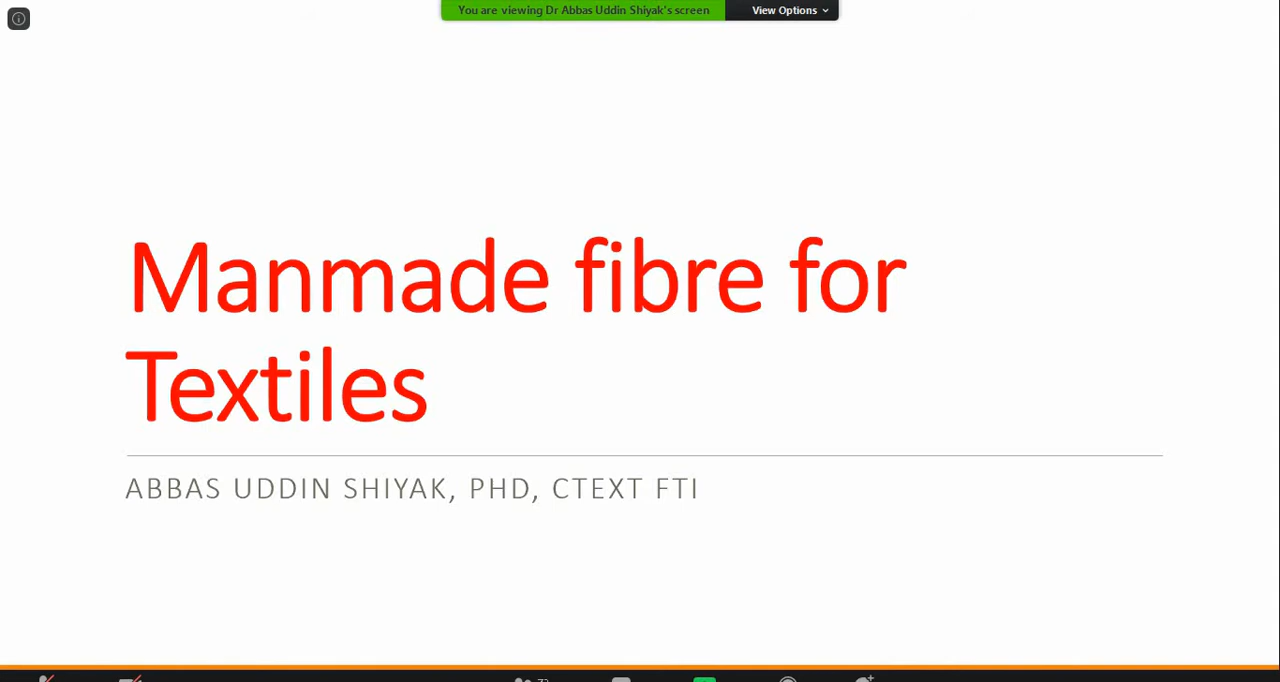 You are viewing Dr Abbas Uddin Shiyak's screen
View Options
Manmade fibre for
Textiles
ABBAS UDDIN SHIYAK, PHD, CTEXT FTI